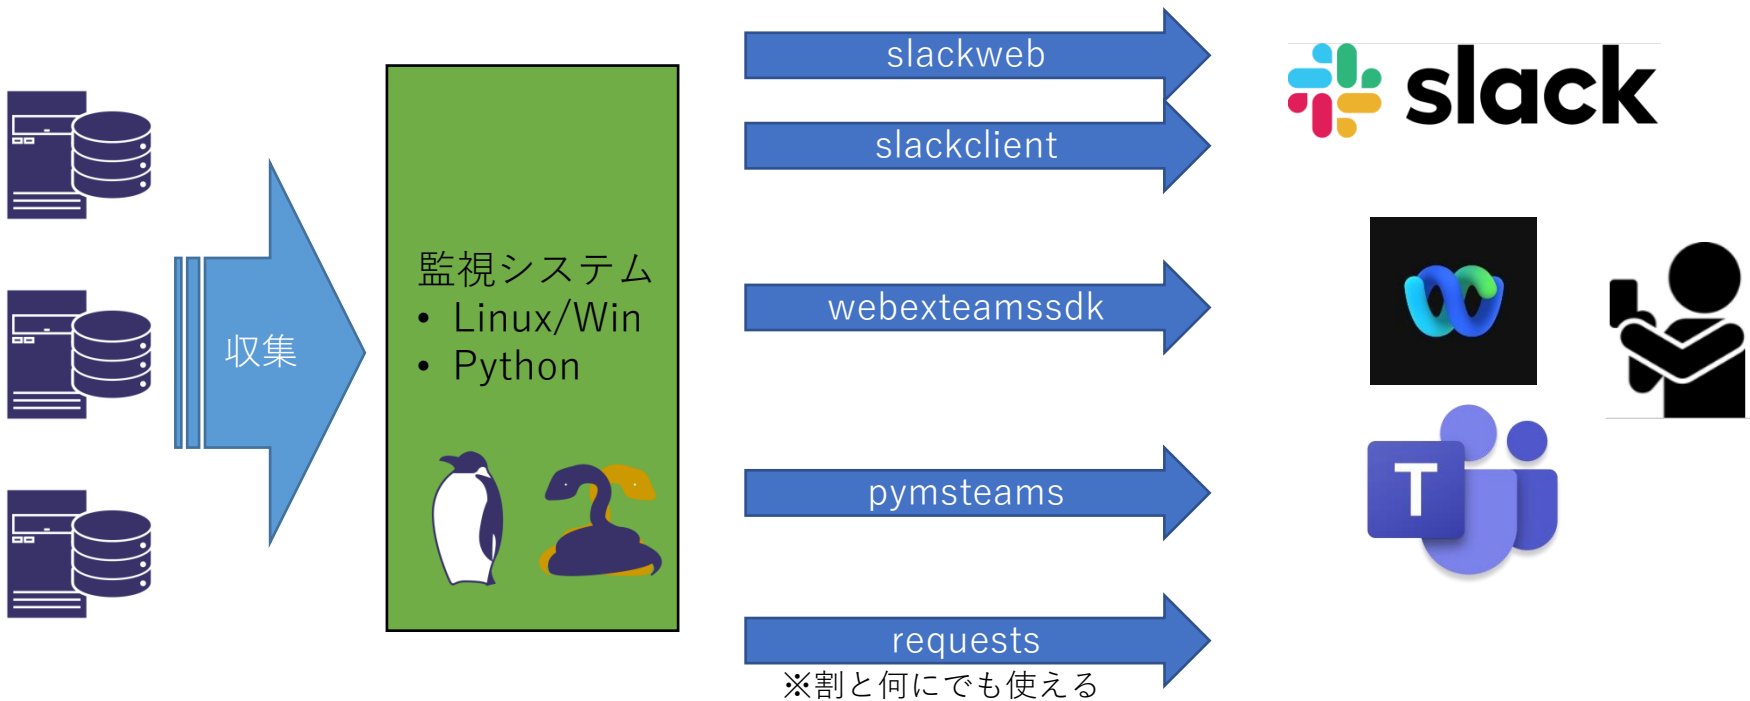 収集
監視システム
• Linux/Win
• Python
slackweb
slackclient
webexteamssdk
pymsteams
requests
※割と何にでも使える
slack
T